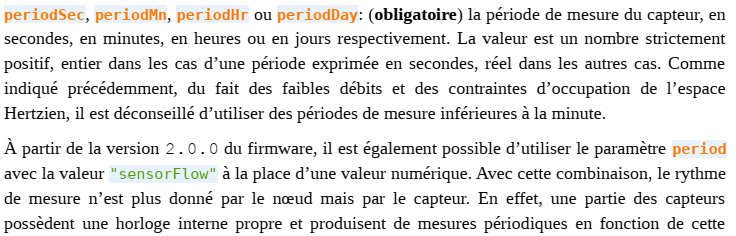 periodSec, periodMn, periodHr ou periodDay: (obligatoire) la période de mesure du capteur, en
secondes, en minutes, en heures ou en jours respectivement. La valeur est un nombre strictement
positif, entier dans les cas d’une période exprimée en secondes, réel dans les autres cas. Comme
indiqué précédemment, du fait des faibles débits et des contraintes d’occupation de l’espace
Hertzien, il est déconseillé d’utiliser des périodes de mesure inférieures à la minute.
À partir de la version 2.0.0 du firmware, il est également possible d’utiliser le paramètre period
avec la valeur "sensorFlow" à la place d’une valeur numérique. Avec cette combinaison, le rythme
de mesure n’est plus donné par le nœud mais par le capteur. En effet, une partie des capteurs
possèdent une horloge interne propre et produisent de mesures périodiques en fonction de cette